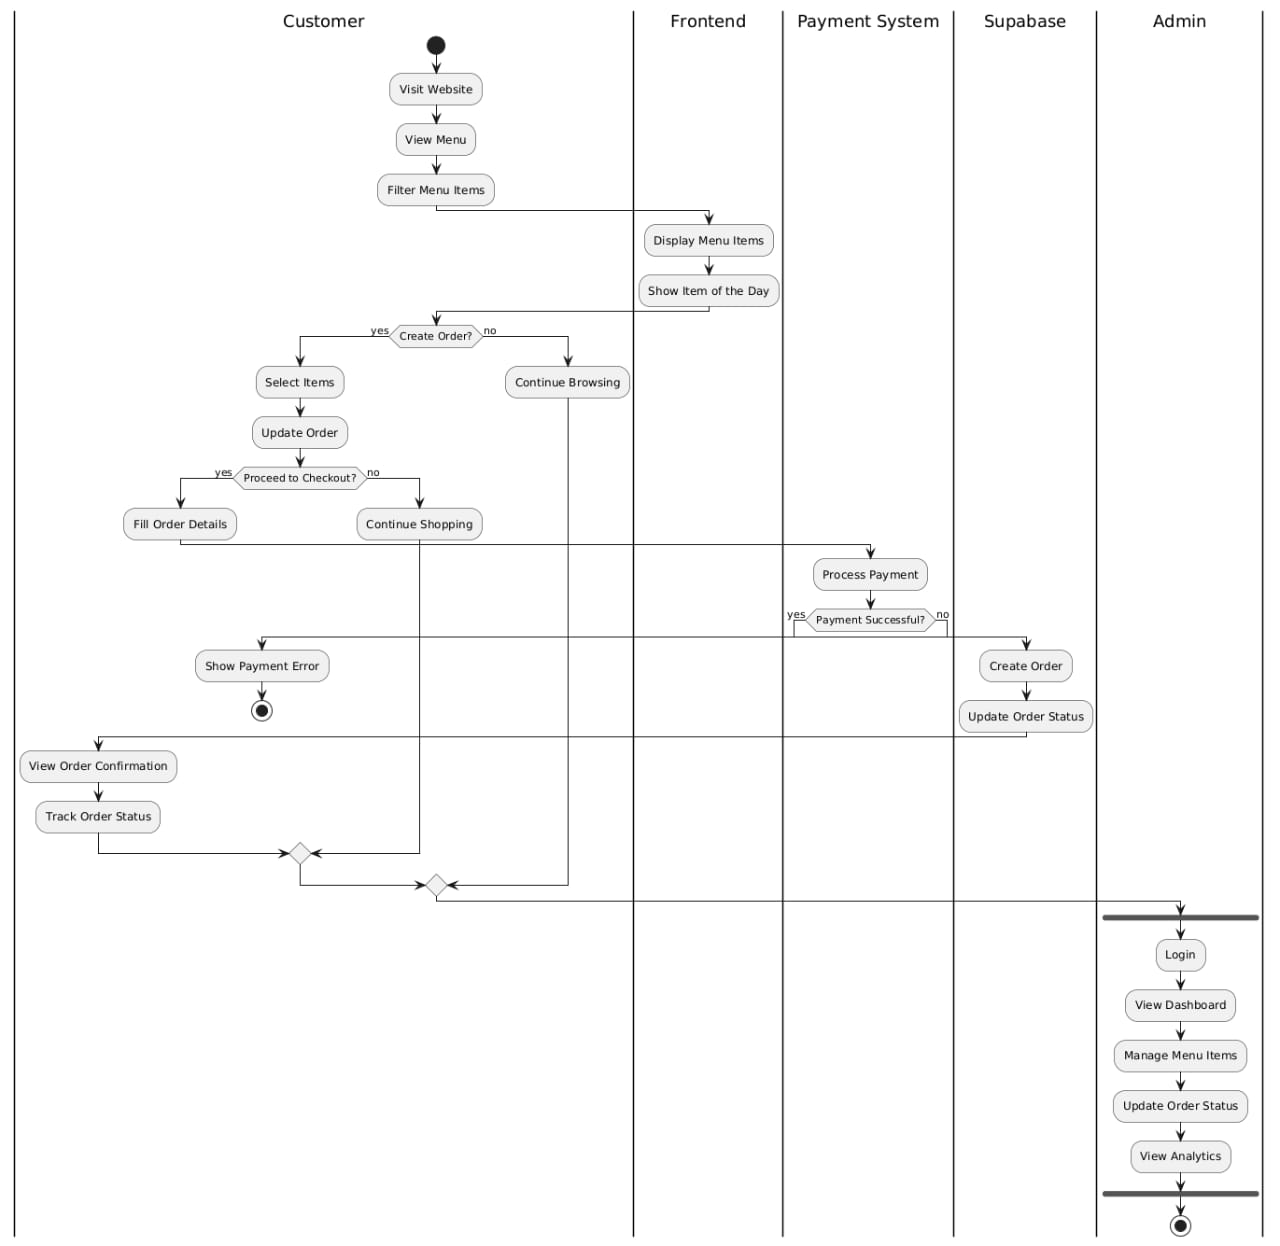 Customer
Frontend
Payment System
Supabase
Admin
Visit Website
View Menu
Filter Menu Items
Display Menu Items
Show Item of the Day
yes
Create Order?
no
Select Items
Continue Browsing
Update Order
yes
Proceed to Checkout?
no
Fill Order Details
Continue Shopping
Process Payment
yes
Payment Successful?
no
Show Payment Error
Create Order
Update Order Status
View Order Confirmation
Track Order Status
Login
View Dashboard
Manage Menu Items
Update Order Status
View Analytics